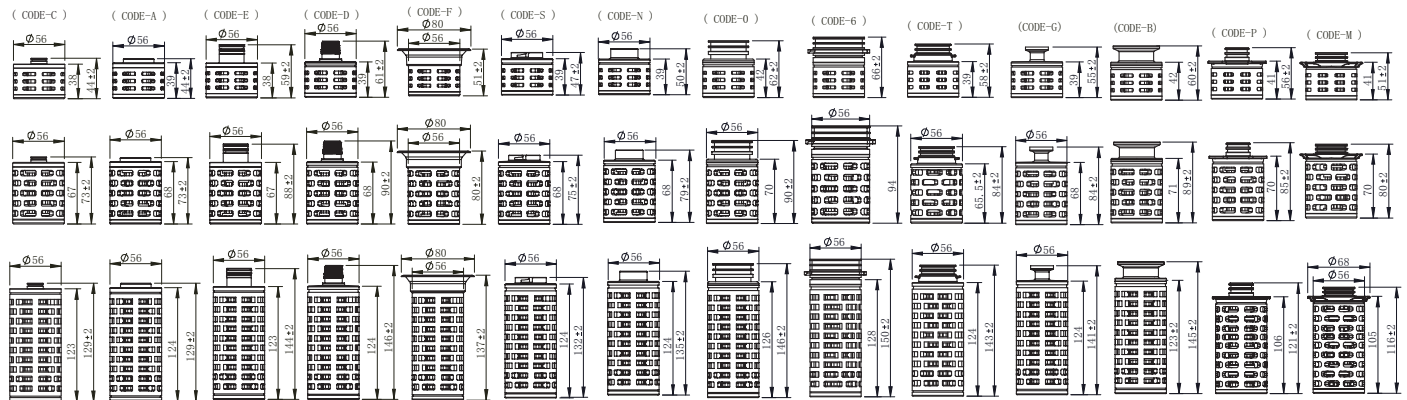 ( CODE-C )
( CODE-A )
( CODE-E )
( CODE-D )
( CODE-F )
( CODE-S )
( CODE-N )
( CODE-O )
( CODE-6 )
( CODE-T )
(CODE-G)
(CODE-B)
( CODE-P )
( CODE-M )
Ø56 38 44±2
Ø56 39 44±2
Ø56 38 59±2
Ø56 39 61±2
Ø80 Ø56 51±2
Ø56 39 47±2
Ø56 39 50±2
42 62±2
66±2
39 58±2
39 55±2
42 60±2
41 56±2
41 51±2
Ø56 67 73±2
Ø56 68 73±2
Ø56 67 88±2
Ø56 68 90±2
Ø80 Ø56 80±2
Ø56 68 75±2
Ø56 68 79±2
Ø56 70 90±2
Ø56 94
Ø56 65.5±2 84±2
Ø56 68 84±2
71 89±2
70 85±2
70 80±2
Ø56 123 129±2
Ø56 124 129±2
Ø56 123 144±2
Ø56 124 146±2
Ø80 Ø56 137±2
Ø56 124 132±2
Ø56 124 135±2
Ø56 126 146±2
Ø56 128 150±2
Ø56 124 143±2
Ø56 124 141±2
123±2 145±2
106 121±2
Ø68 Ø56 105 116±2